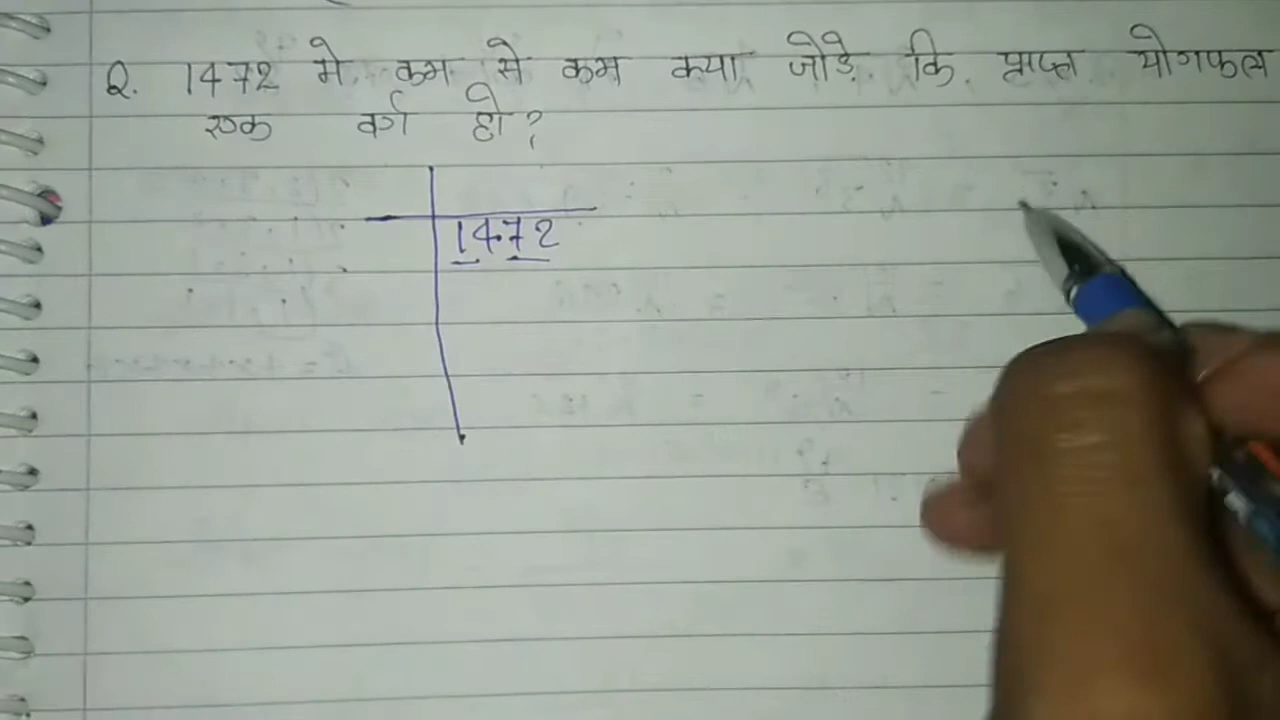 Q. 1472 मे कम से कम क्या जोड़े कि प्राप्त योगफल
एक वर्ग हो?
1472